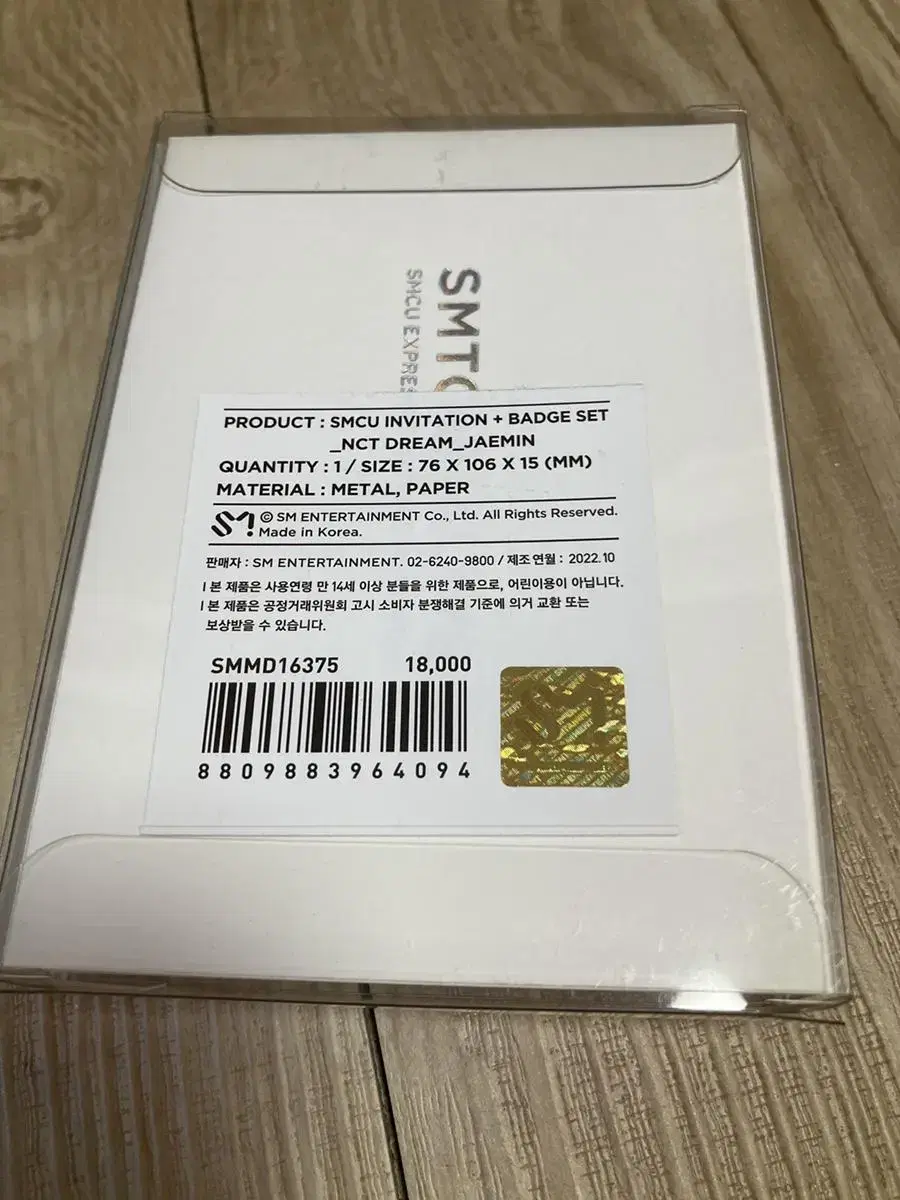 SMTO
SMCU EXPRES
PRODUCT : SMCU INVITATION + BADGE SET
_NCT DREAM_JAEMIN
QUANTITY : 1 / SIZE : 76 X 106 X 15 (MM)
MATERIAL : METAL, PAPER
SM! © SM ENTERTAINMENT Co., Ltd. All Rights Reserved.
Made in Korea.
판매자 : SM ENTERTAINMENT. 02-6240-9800 / 제조연월 : 2022.10
| 본 제품은 사용연령 만 14세 이상 분들을 위한 제품으로, 어린이용이 아닙니다.
| 본 제품은 공정거래위원회 고시 소비자 분쟁해결 기준에 의거 교환 또는
보상받을 수 있습니다.
SMMD16375 18,000
8809883964094